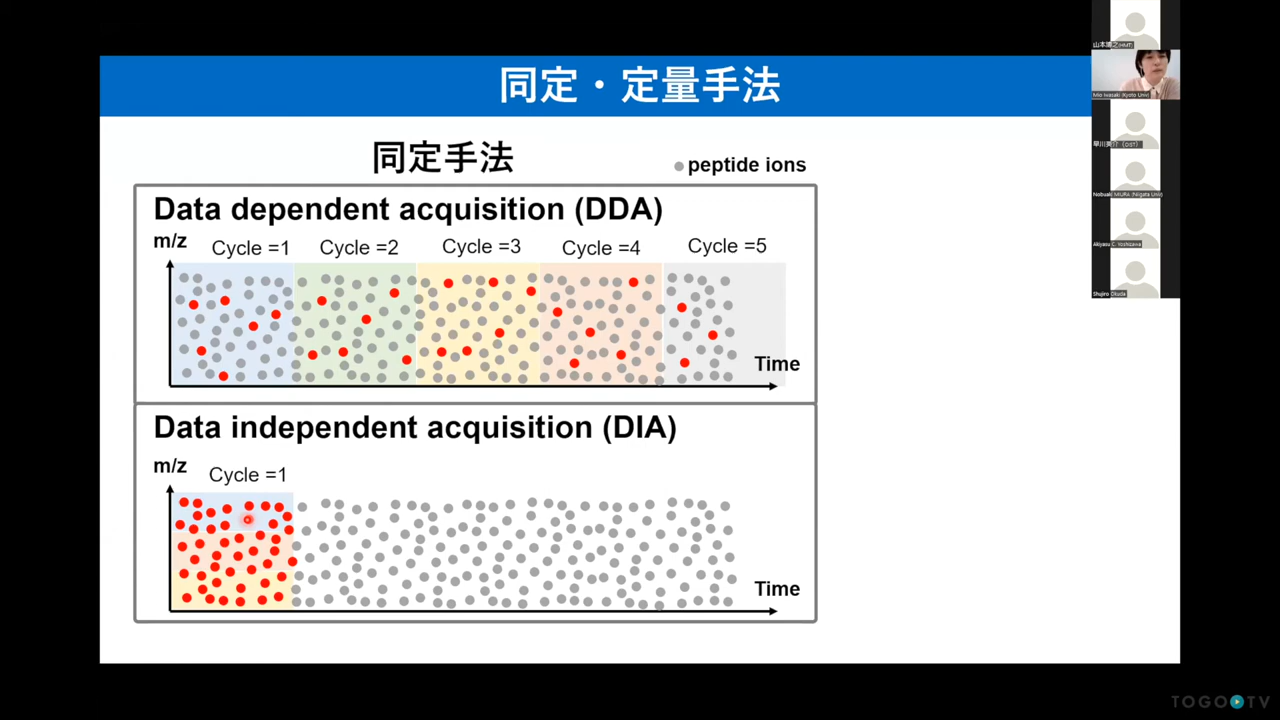 同定・定量手法
同定手法
peptide ions
Data dependent acquisition (DDA)
m/z
Cycle =1
Cycle =2
Cycle =3
Cycle =4
Cycle =5
Time
Data independent acquisition (DIA)
m/z
Cycle =1
Time
Mio Iwasaki (Kyoto Univ)
Nobuaki MIURA (Niigata Univ)
Akiyasu C. Yoshizawa
Shujiro Okuda
TOGO TV